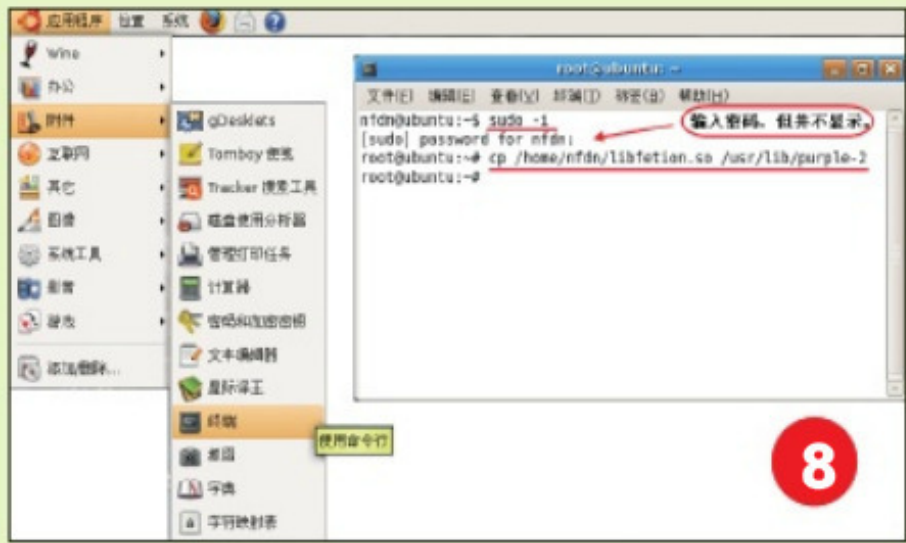 应用程序 位置 系统
Wine
办公
附件
互联网
其它
图像
系统工具
影音
游戏
添加/删除...
gDesklets
Tomboy 便笺
Tracker 搜索工具
磁盘使用分析器
管理打印任务
计算器
密码和加密密钥
文本编辑器
星际译王
终端
使用命令行
抓图
字典
字符映射表
root@ubuntu: ~
文件(F) 编辑(E) 查看(V) 终端(T) 标签(B) 帮助(H)
nfdn@ubuntu:~$ sudo -i
输入密码，但并不显示。
[sudo] password for nfdn:
root@ubuntu:~# cp /home/nfdn/libfetion.so /usr/lib/purple-2
root@ubuntu:~#
8